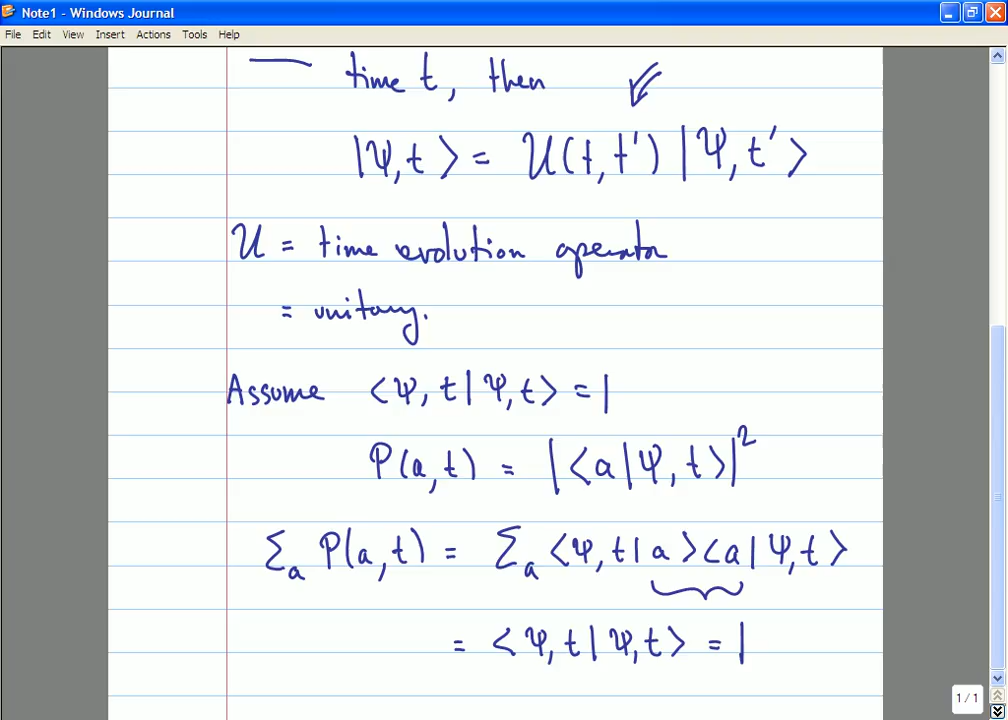 Note1 - Windows Journal
File Edit View Insert Actions Tools Help
time t, then
|Ψ,t⟩ = U(t,t') |Ψ,t'⟩
U = time evolution operator
= unitary.
Assume ⟨Ψ,t|Ψ,t⟩ = 1
P(a,t) = |⟨a|Ψ,t⟩|²
Σₐ P(a,t) = Σₐ ⟨Ψ,t|a⟩⟨a|Ψ,t⟩
= ⟨Ψ,t|Ψ,t⟩ = 1
1/1